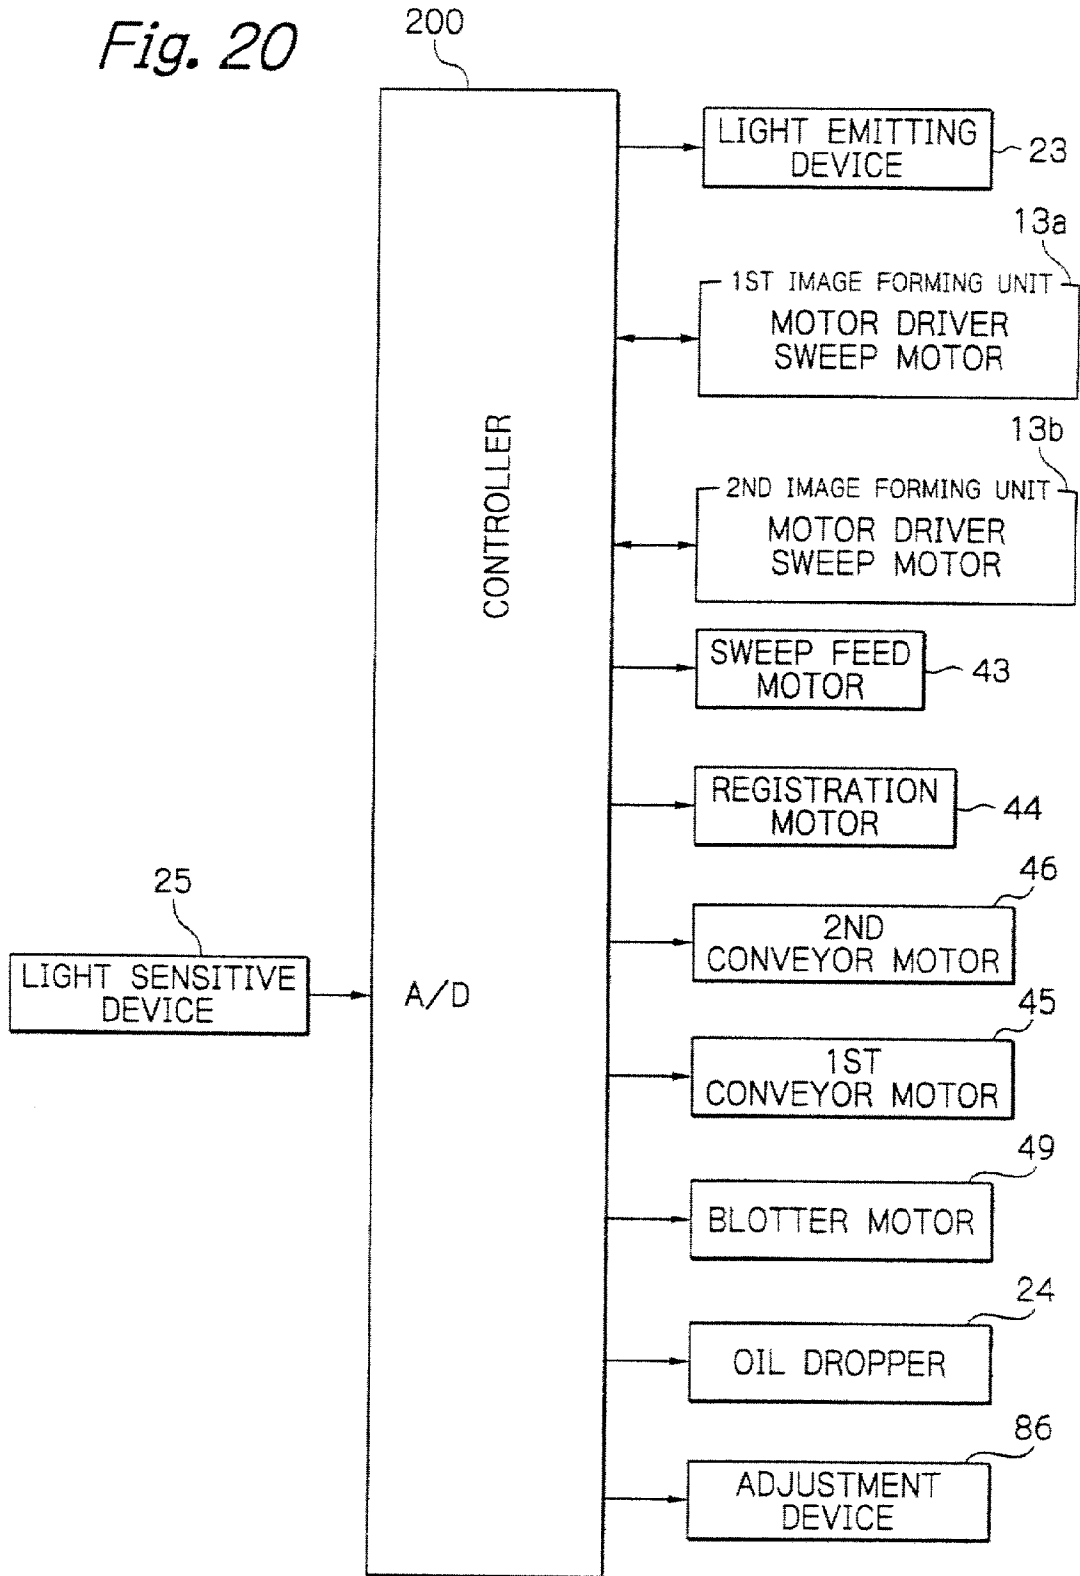 Fig. 20
200
LIGHT EMITTING
DEVICE
23
13a
1ST IMAGE FORMING UNIT
MOTOR DRIVER
SWEEP MOTOR
13b
2ND IMAGE FORMING UNIT
MOTOR DRIVER
SWEEP MOTOR
CONTROLLER
SWEEP FEED
MOTOR
43
REGISTRATION
MOTOR
44
46
2ND
CONVEYOR MOTOR
25
LIGHT SENSITIVE
DEVICE
A/D
45
1ST
CONVEYOR MOTOR
49
BLOTTER MOTOR
24
OIL DROPPER
86
ADJUSTMENT
DEVICE